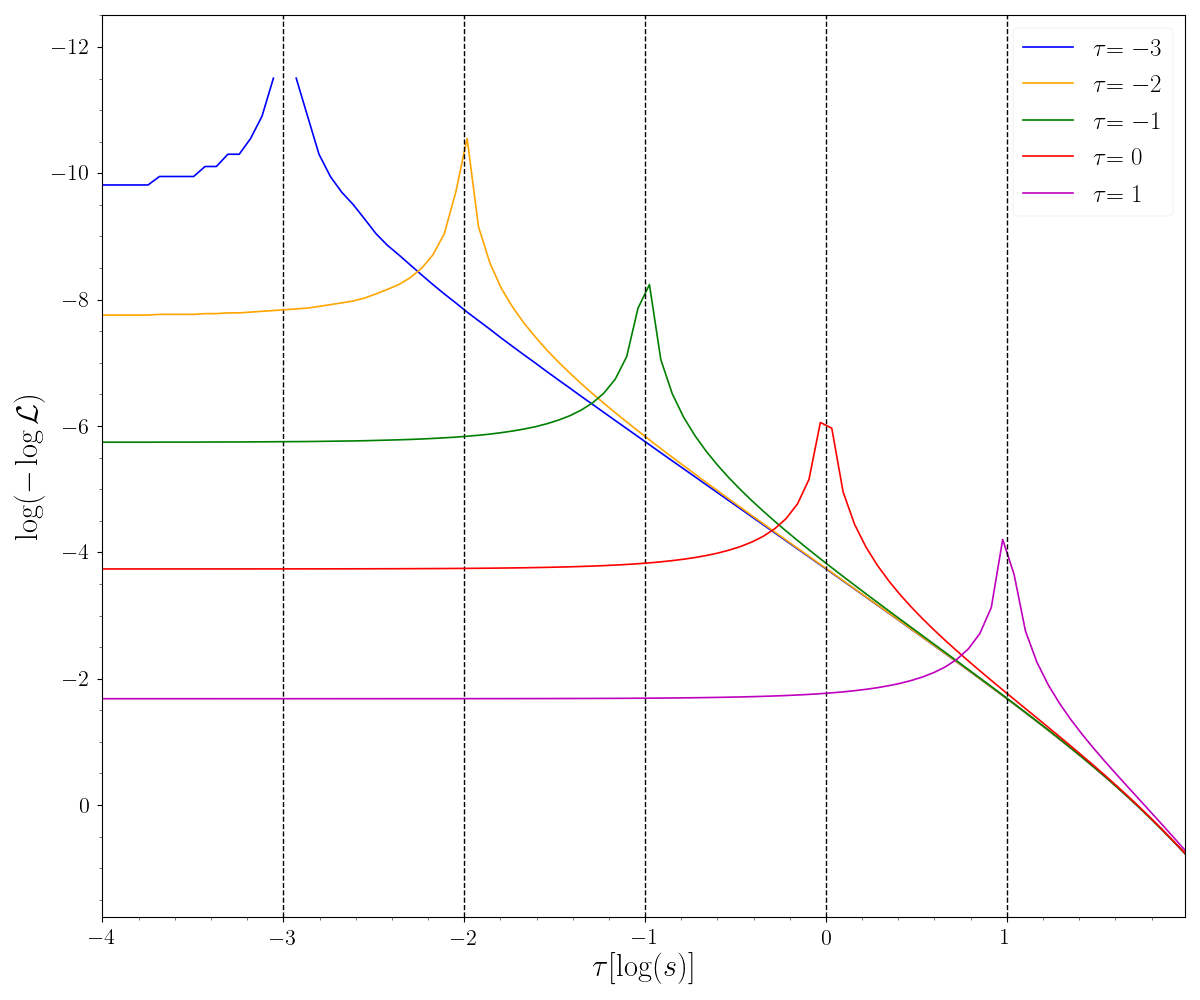 −12
−10
−8
−6
−4
−2
0
log(− log ℒ)
τ = −3
τ = −2
τ = −1
τ = 0
τ = 1
−4
−3
−2
−1
0
1
τ[log(s)]